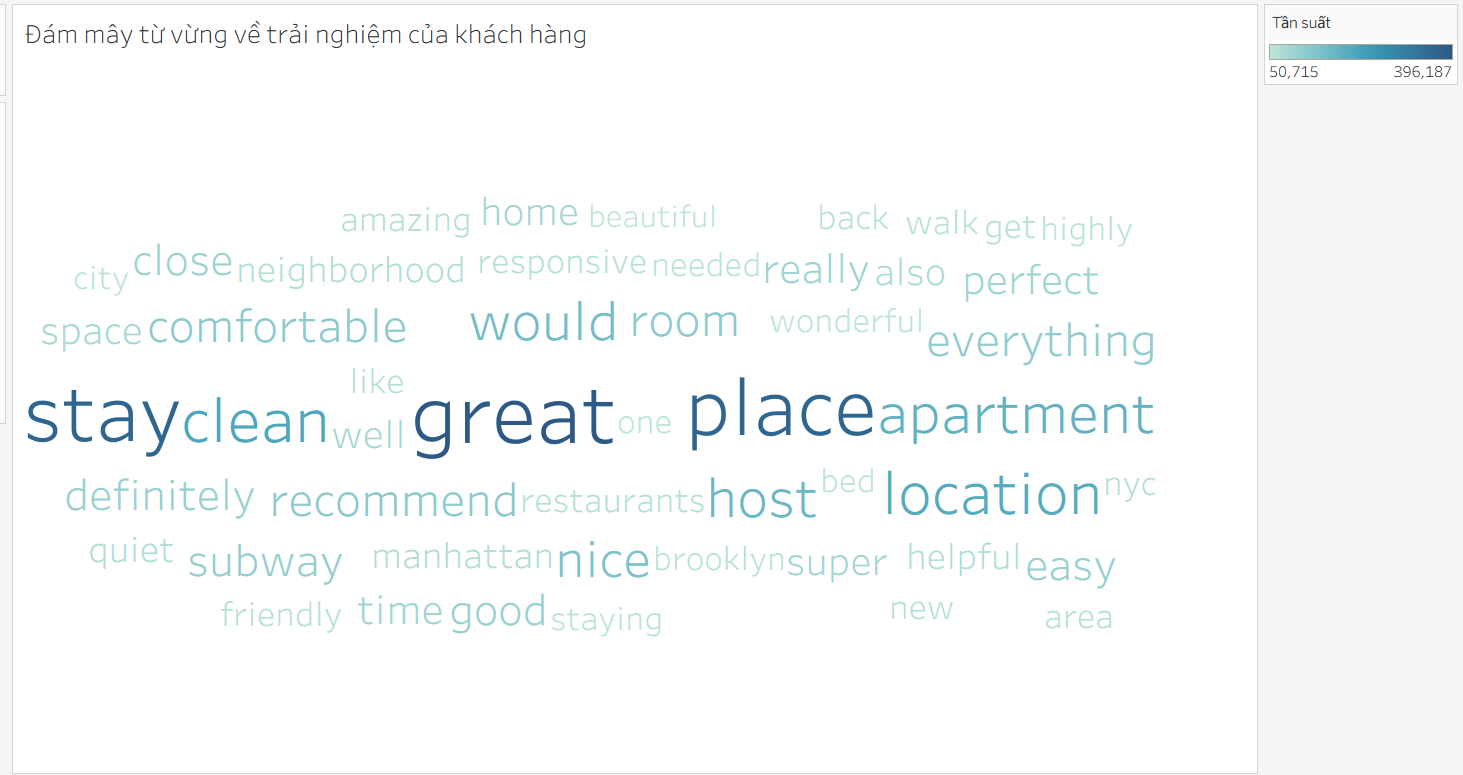 Đám mây từ vừng về trải nghiệm của khách hàng
Tần suất
50,715 396,187
amazing home beautiful back walk get highly
city close neighborhood responsive needed really also perfect
space comfortable would room wonderful everything
like
stay clean well great one place apartment
definitely recommend restaurants host bed location nyc
quiet subway manhattan nice brooklyn super helpful easy
friendly time good staying new area